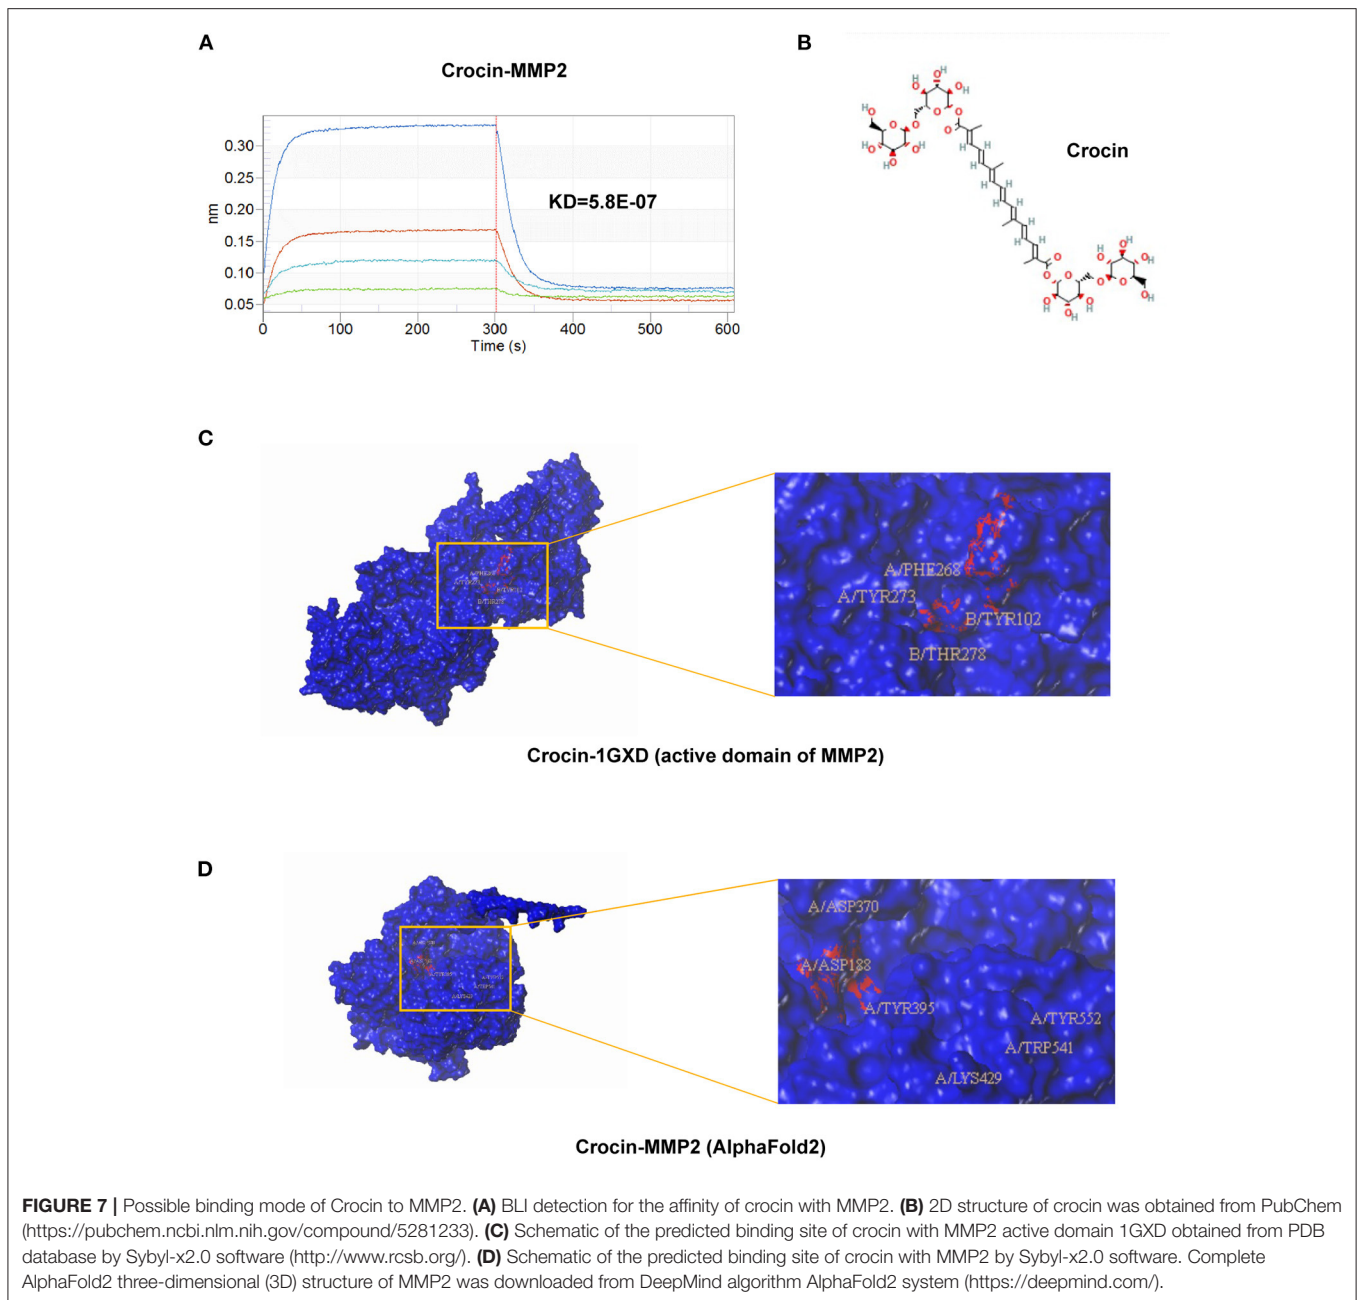 A
Crocin-MMP2
0.30
0.25
0.20
0.15
0.10
0.05
nm
KD=5.8E-07
0 100 200 300 400 500 600
Time (s)
B
Crocin
C
A/PHE268
A/TYR273
B/TYR102
B/THR278
Crocin-1GXD (active domain of MMP2)
D
A/ASP370
A/ASP188
A/TYR395
A/TYR552
A/TRP541
A/LYS429
Crocin-MMP2 (AlphaFold2)
FIGURE 7 | Possible binding mode of Crocin to MMP2. (A) BLI detection for the affinity of crocin with MMP2. (B) 2D structure of crocin was obtained from PubChem
(https://pubchem.ncbi.nlm.nih.gov/compound/5281233). (C) Schematic of the predicted binding site of crocin with MMP2 active domain 1GXD obtained from PDB
database by Sybyl-x2.0 software (http://www.rcsb.org/). (D) Schematic of the predicted binding site of crocin with MMP2 by Sybyl-x2.0 software. Complete
AlphaFold2 three-dimensional (3D) structure of MMP2 was downloaded from DeepMind algorithm AlphaFold2 system (https://deepmind.com/).